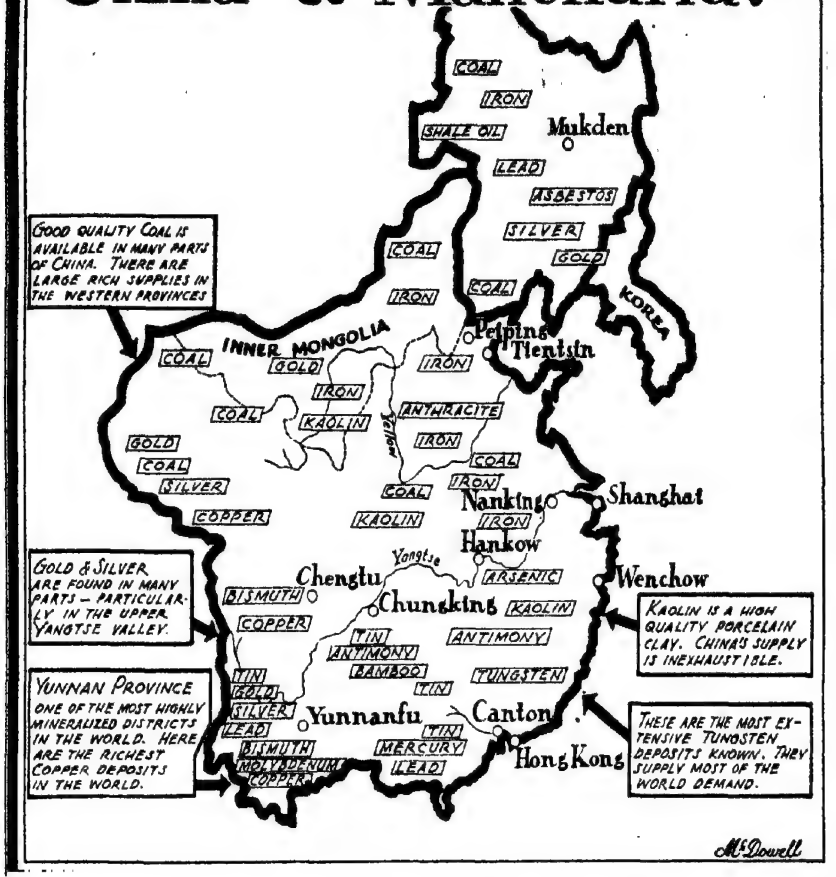 China & Manchuria.
COAL
IRON
SHALE OIL
Mukden
LEAD
ASBESTOS
SILVER
GOLD
GOOD QUALITY COAL IS
AVAILABLE IN MANY PARTS
OF CHINA. THERE ARE
LARGE RICH SUPPLIES IN
THE WESTERN PROVINCES
COAL
IRON
COAL
KOREA
Peiping
Tientsin
INNER MONGOLIA
COAL
GOLD
IRON
IRON
COAL
KAOLIN
Yellow
ANTHRACITE
IRON
GOLD
COAL
SILVER
COPPER
COAL
IRON
COAL
KAOLIN
Nanking
Shanghai
IRON
Hankow
Yangtse
GOLD & SILVER
ARE FOUND IN MANY
PARTS — PARTICULAR-
LY IN THE UPPER
YANGTSE VALLEY.
Chengtu
BISMUTH
COPPER
Chungking
ARSENIC
KAOLIN
Wenchow
KAOLIN IS A HIGH
QUALITY PORCELAIN
CLAY. CHINA'S SUPPLY
IS INEXHAUSTIBLE.
TIN
ANTIMONY
BAMBOO
ANTIMONY
TUNGSTEN
TIN
YUNNAN PROVINCE
ONE OF THE MOST HIGHLY
MINERALIZED DISTRICTS
IN THE WORLD. HERE
ARE THE RICHEST
COPPER DEPOSITS
IN THE WORLD.
TIN
GOLD
SILVER
LEAD
BISMUTH
MOLYBDENUM
COPPER
Yunnanfu
TIN
MERCURY
LEAD
Canton
Hong Kong
THESE ARE THE MOST EX-
TENSIVE TUNGSTEN
DEPOSITS KNOWN. THEY
SUPPLY MOST OF THE
WORLD DEMAND.
McDowell